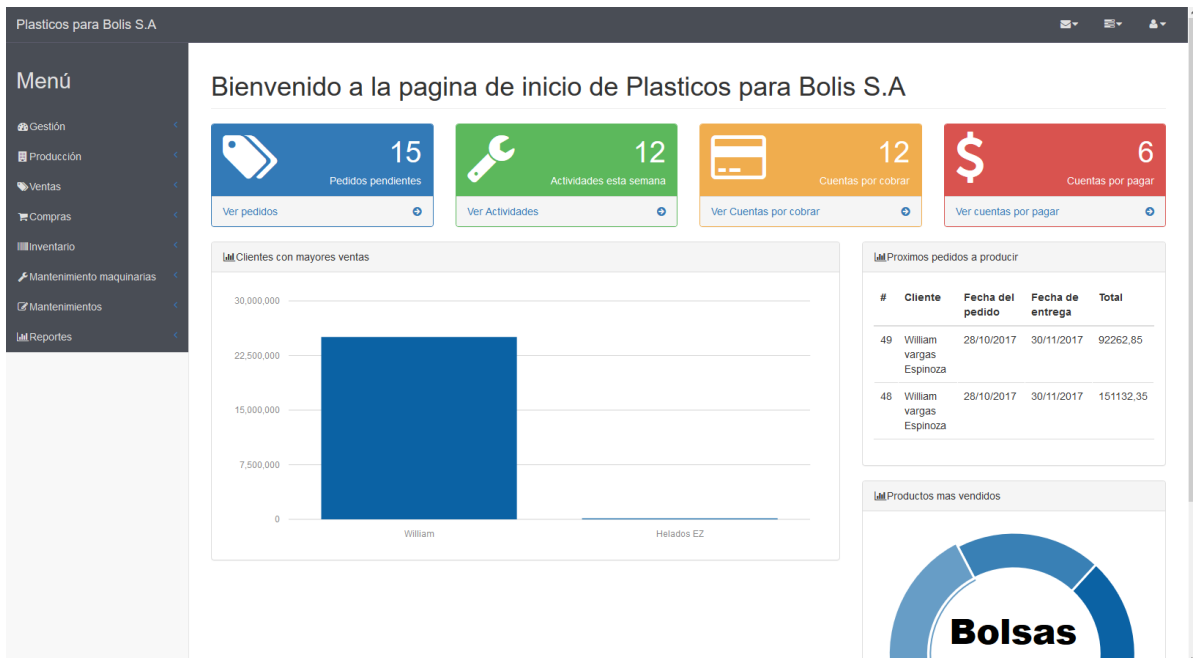 Plasticos para Bolis S.A
Menú
Gestión
Producción
Ventas
Compras
Inventario
Mantenimiento maquinarias
Mantenimientos
Reportes
Bienvenido a la pagina de inicio de Plasticos para Bolis S.A
15
Pedidos pendientes
Ver pedidos
12
Actividades esta semana
Ver Actividades
12
Cuentas por cobrar
Ver Cuentas por cobrar
6
Cuentas por pagar
Ver cuentas por pagar
Clientes con mayores ventas
30,000,000
22,500,000
15,000,000
7,500,000
0
William
Helados EZ
Proximos pedidos a producir
# Cliente Fecha del Fecha de Total
pedido entrega
49 William 28/10/2017 30/11/2017 92262,85
vargas
Espinoza
48 William 28/10/2017 30/11/2017 151132,35
vargas
Espinoza
Productos mas vendidos
Bolsas